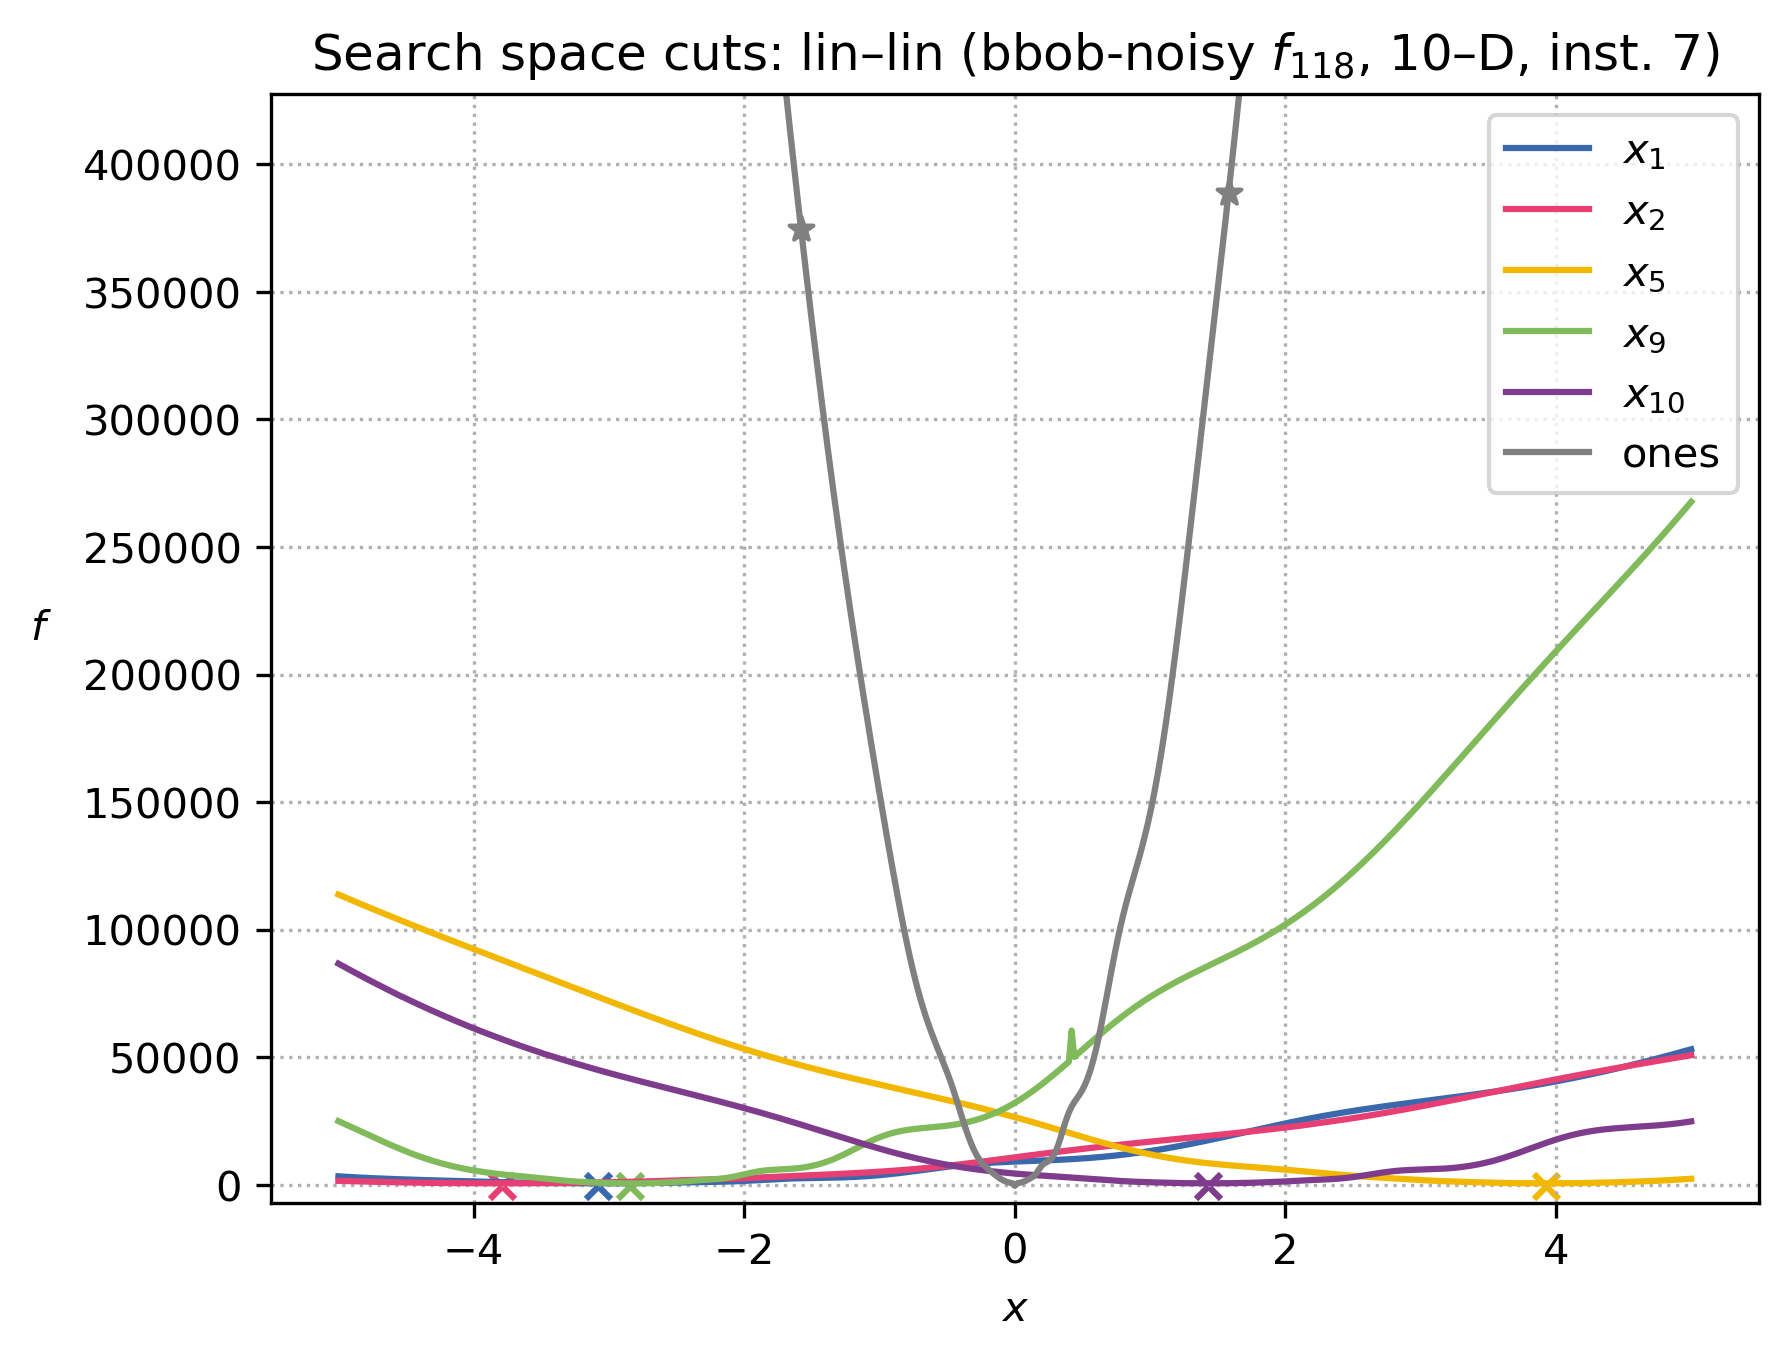 Search space cuts: lin–lin (bbob-noisy f₁₁₈, 10–D, inst. 7)
400000
350000
300000
250000
200000
150000
100000
50000
0
f
−4
−2
0
2
4
x
x₁
x₂
x₅
x₉
x₁₀
ones